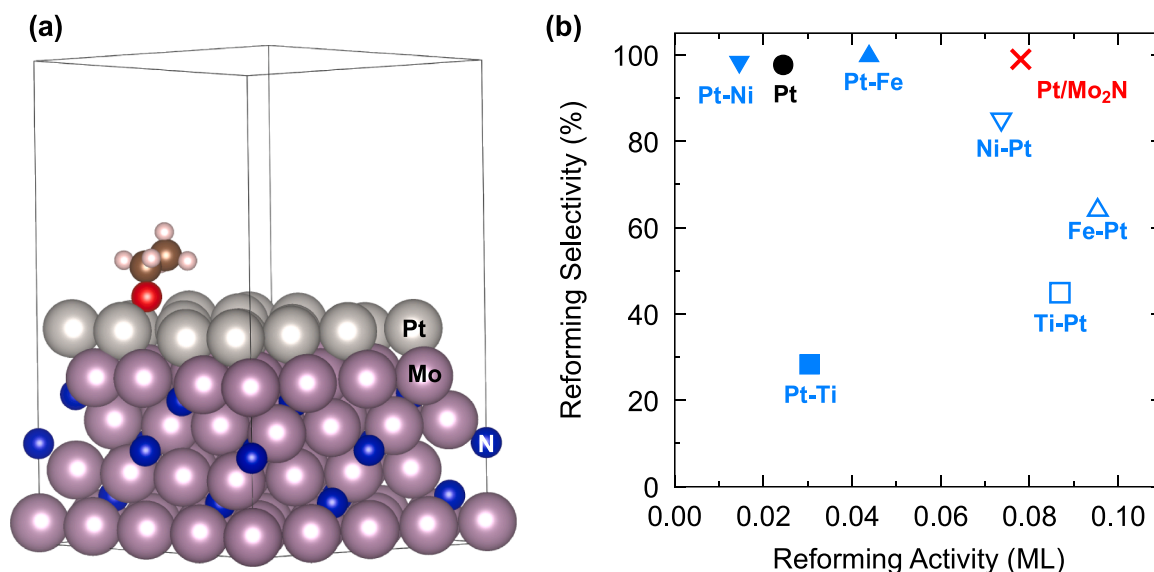 (a)
Pt
Mo
N
(b)
Reforming Selectivity (%)
100
80
60
40
20
0
Pt-Ni
Pt
Pt-Fe
Pt/Mo₂N
Ni-Pt
Fe-Pt
Ti-Pt
Pt-Ti
0.00 0.02 0.04 0.06 0.08 0.10
Reforming Activity (ML)